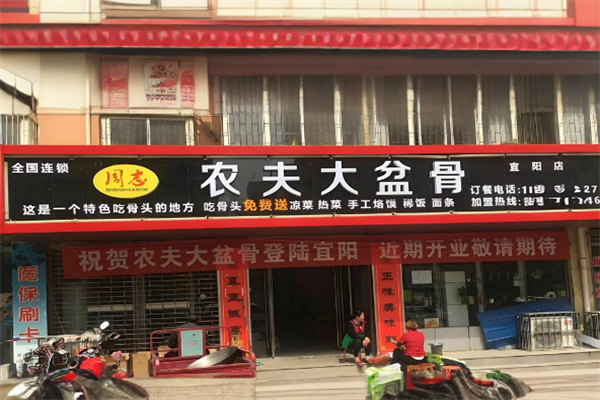 全国连锁
周志
农夫大盆骨
宜阳店
订餐电话:
加盟热线:
这是一个特色吃骨头的地方 吃骨头免费送凉菜 热菜 手工烙馍 稀饭 面条
祝贺农夫大盆骨登陆宜阳 近期开业敬请期待
医保刷卡
正味美味